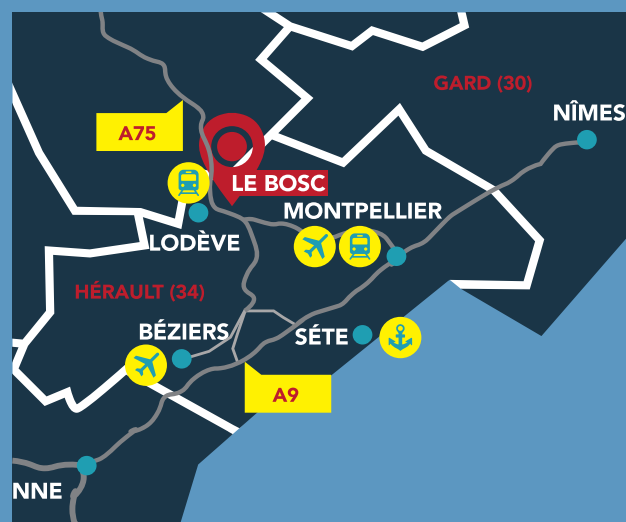 GARD (30)
NÎMES
A75
LE BOSC
MONTPELLIER
LODÈVE
HÉRAULT (34)
BÉZIERS
SÉTE
A9
NNE